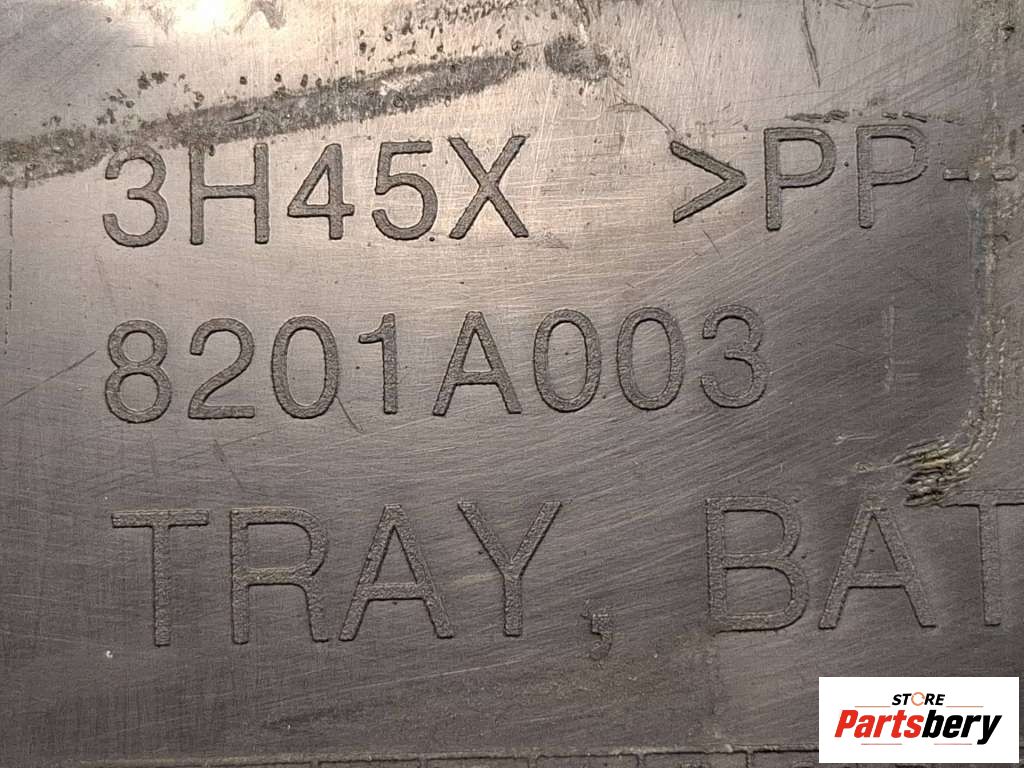 3H45X >PP-
8201A003
TRAY, BAT
STORE
Partsbery